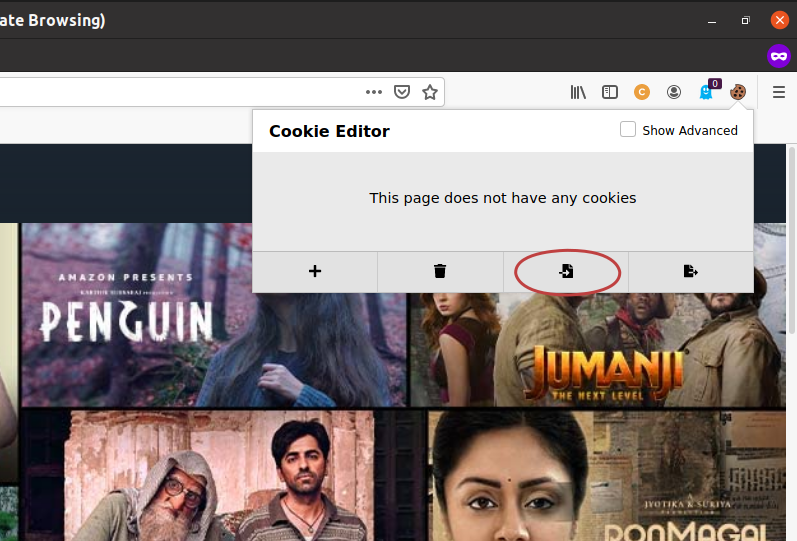 ate Browsing)
C
0
Cookie Editor
Show Advanced
This page does not have any cookies
AMAZON PRESENTS
PENGUIN
JUMANJI
THE NEXT LEVEL
A
JYOTIKA & SURIYA
PONMAGAL